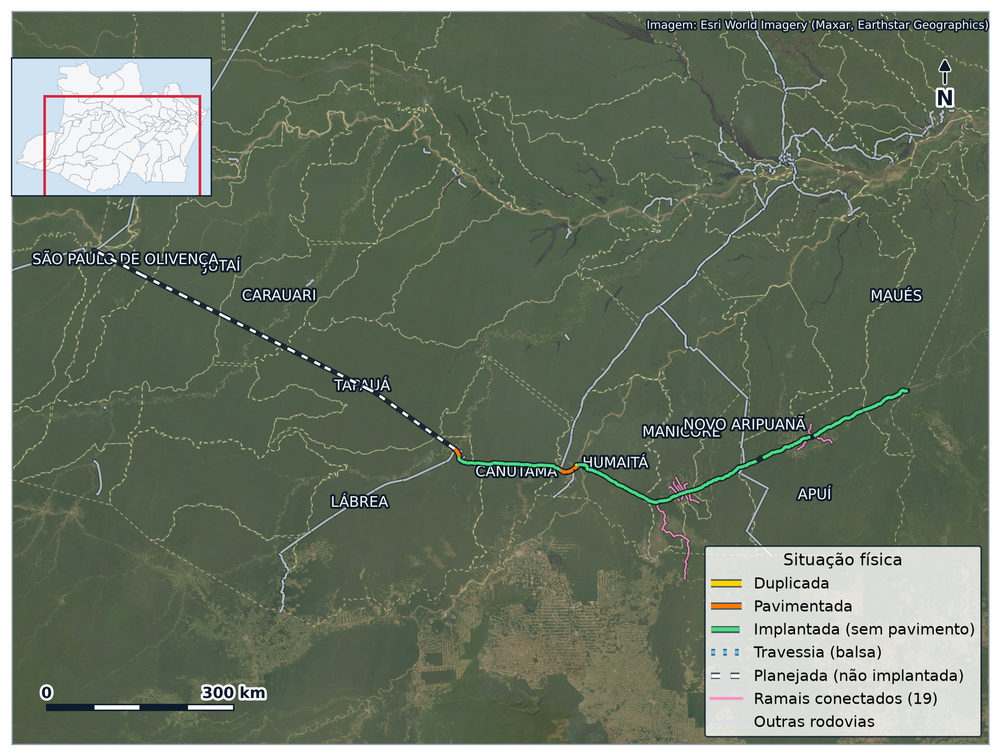 Imagem: Esri World Imagery (Maxar, Earthstar Geographics)
N
SÃO PAULO DE OLIVENÇA
JUTAÍ
CARAUARI
MAUÉS
TAPAUÁ
NOVO ARIPUANÃ
MANICORÉ
HUMAITÁ
CANUTAMA
APUÍ
LÁBREA
Situação física
Duplicada
Pavimentada
Implantada (sem pavimento)
Travessia (balsa)
Planejada (não implantada)
Ramais conectados (19)
Outras rodovias
0 300 km